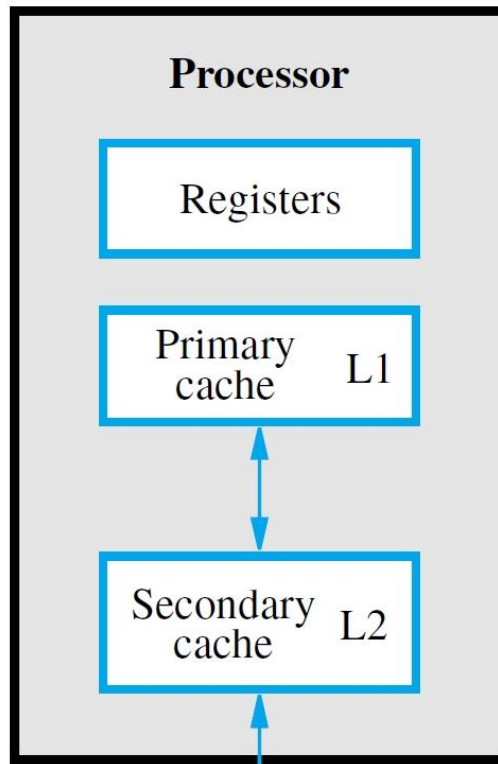 Processor
Registers
Primary
cache L1
Secondary
cache L2